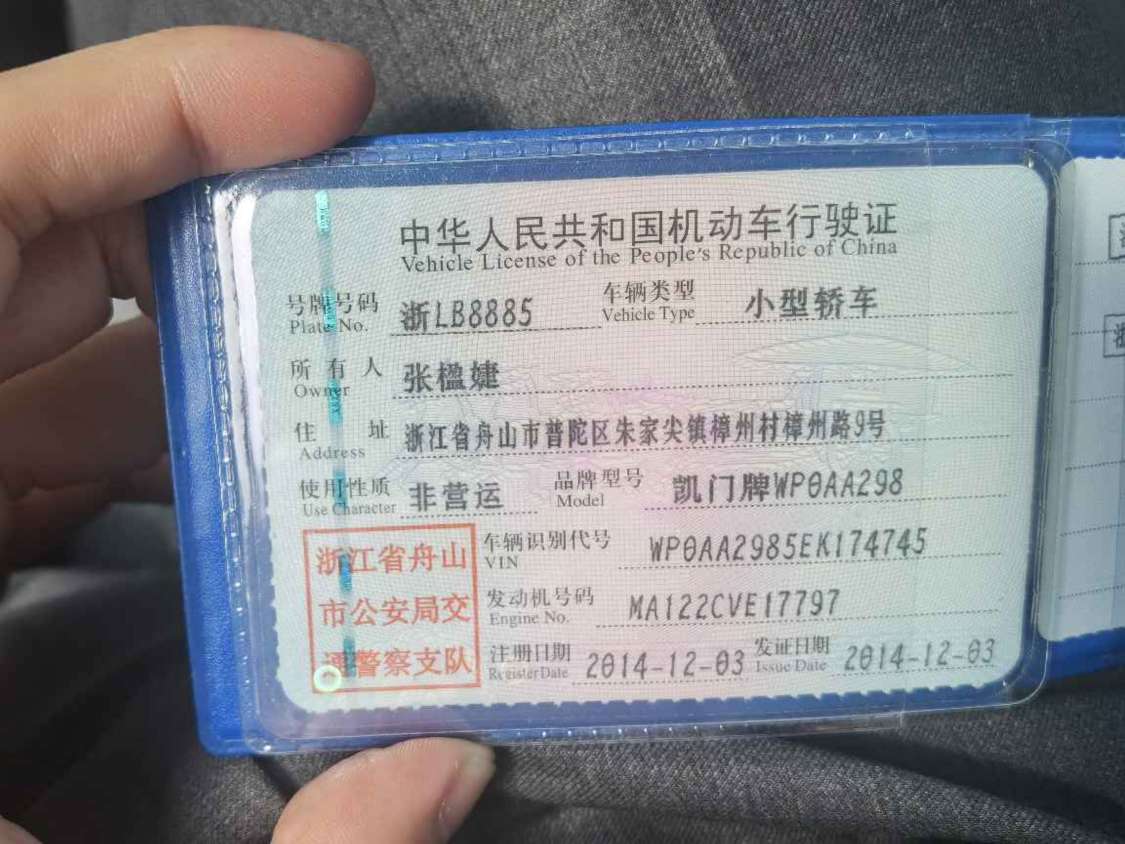 中华人民共和国机动车行驶证
Vehicle License of the People's Republic of China
号牌号码 浙LB8885 车辆类型 小型轿车
Plate No. Vehicle Type
所有人 张楹婕
Owner
住址 浙江省舟山市普陀区朱家尖镇樟州村樟州路9号
Address
使用性质 非营运 品牌型号 凯门牌WP0AA298
Use Character Model
浙江省舟山
市公安局交
通警察支队
车辆识别代号 WP0AA2985EK174745
VIN
发动机号码 MA122CVE17797
Engine No.
注册日期 2014-12-03 发证日期 2014-12-03
Register Date Issue Date